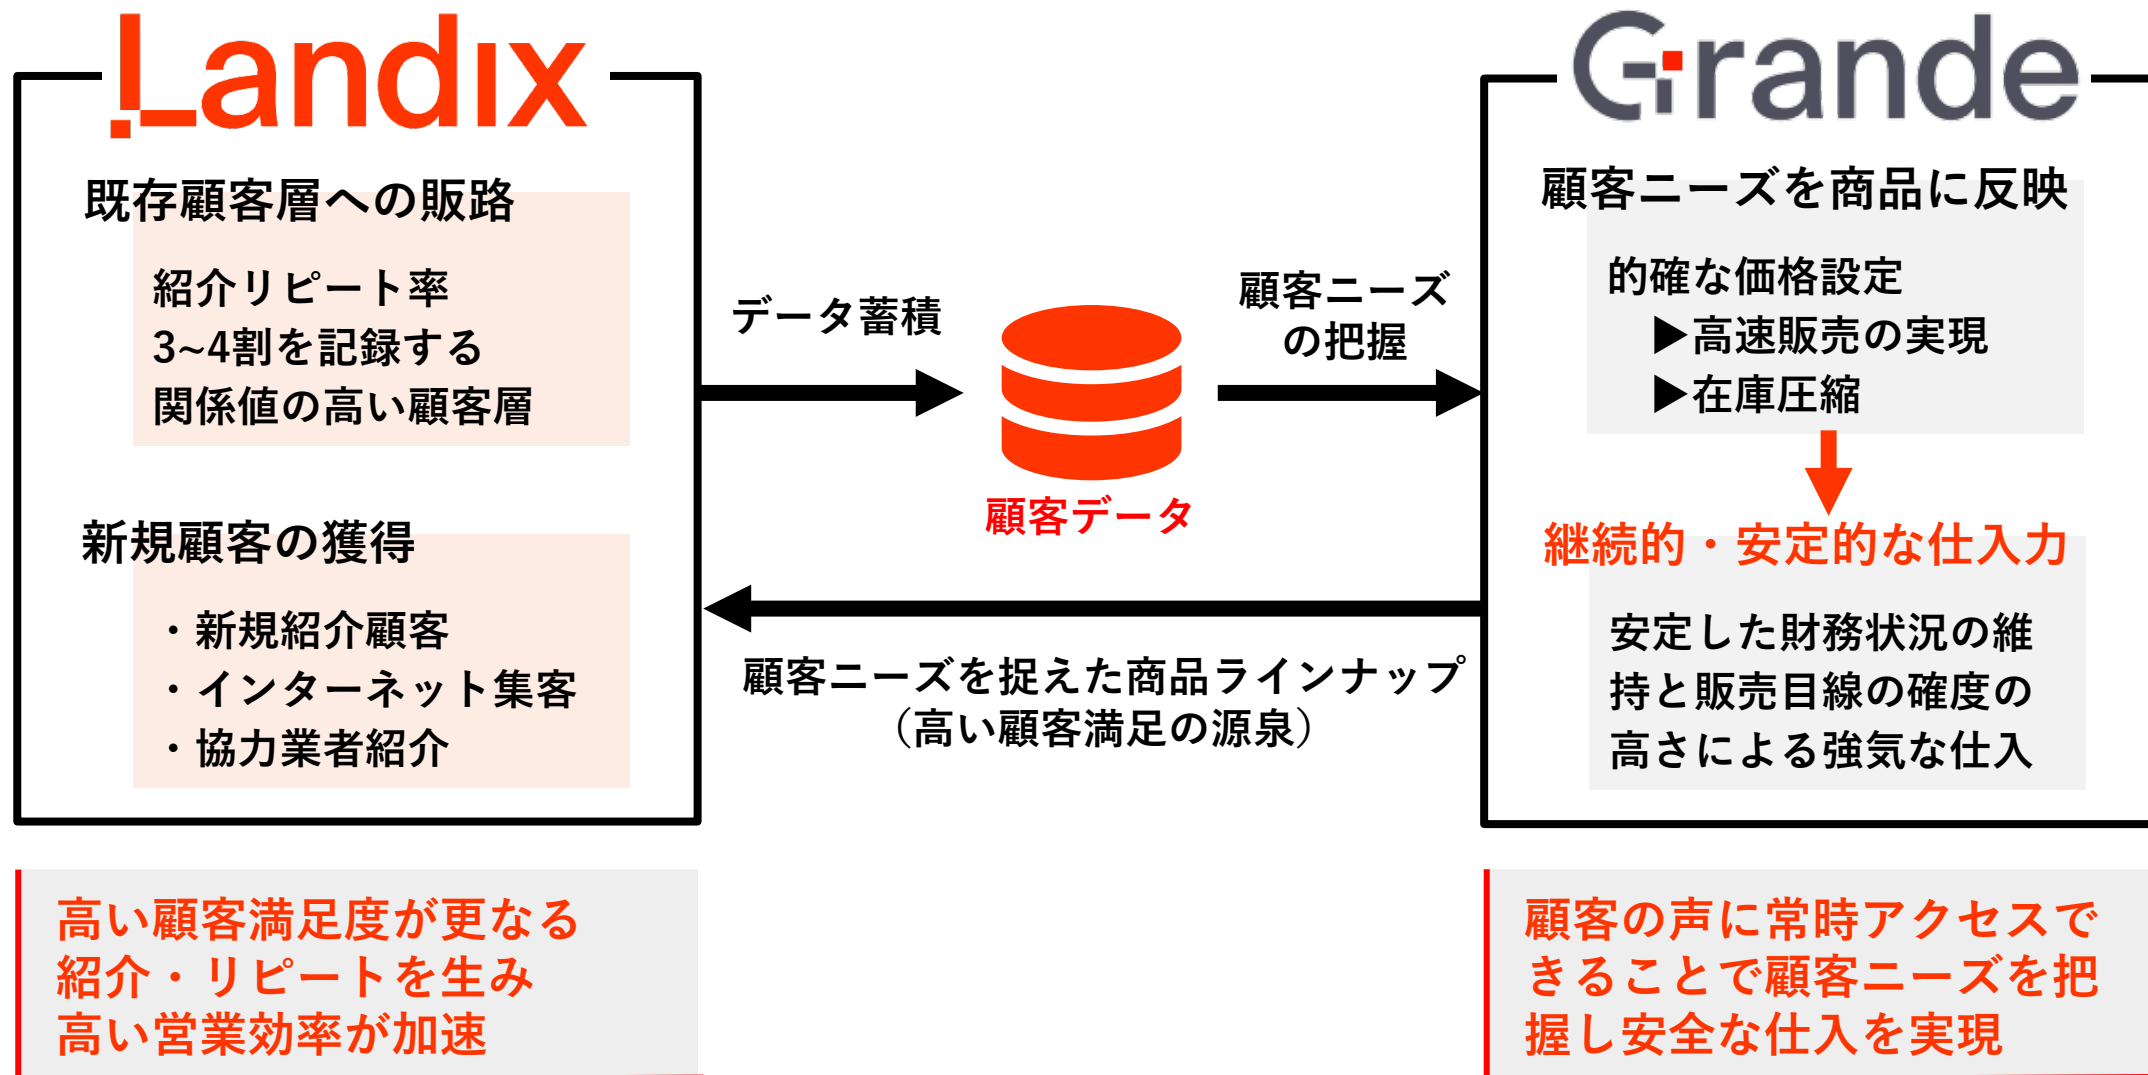 Landix
既存顧客層への販路
紹介リピート率
3~4割を記録する
関係値の高い顧客層
新規顧客の獲得
・新規紹介顧客
・インターネット集客
・協力業者紹介
データ蓄積
顧客データ
顧客ニーズ
の把握
顧客ニーズを捉えた商品ラインナップ
（高い顧客満足の源泉）
Grande
顧客ニーズを商品に反映
的確な価格設定
▶高速販売の実現
▶在庫圧縮
継続的・安定的な仕入力
安定した財務状況の維
持と販売目線の確度の
高さによる強気な仕入
高い顧客満足度が更なる
紹介・リピートを生み
高い営業効率が加速
顧客の声に常時アクセスで
きることで顧客ニーズを把
握し安全な仕入を実現